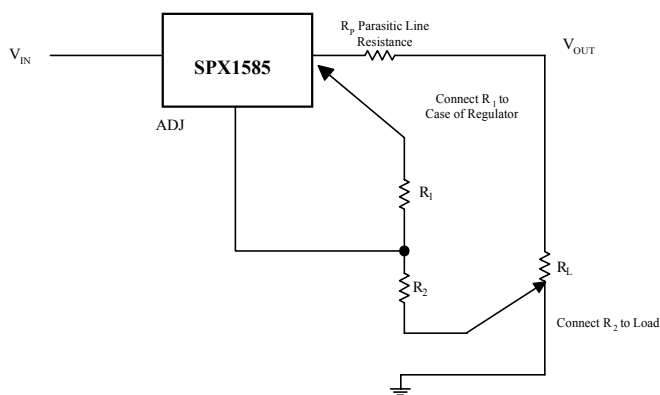 R_P Parasitic Line
Resistance
V_IN
SPX1585
V_OUT
Connect R_1 to
Case of Regulator
ADJ
R_1
R_2
R_L
Connect R_2 to Load